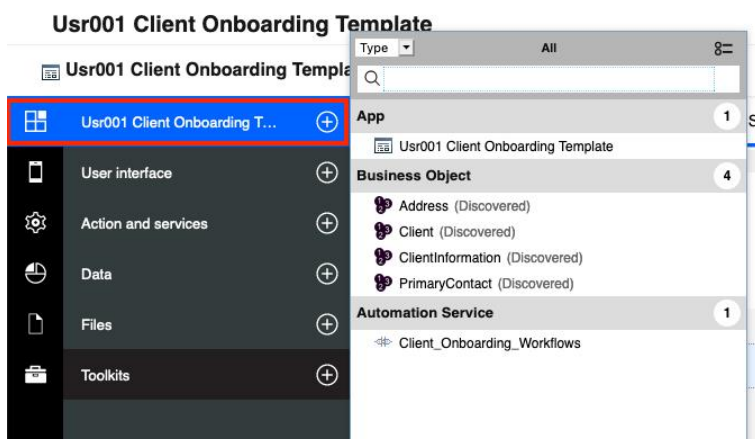 Usr001 Client Onboarding Template
Usr001 Client Onboarding Templa
Usr001 Client Onboarding T...
User interface
Action and services
Data
Files
Toolkits
Type
All
App 1
Usr001 Client Onboarding Template
Business Object 4
Address (Discovered)
Client (Discovered)
ClientInformation (Discovered)
PrimaryContact (Discovered)
Automation Service 1
Client_Onboarding_Workflows